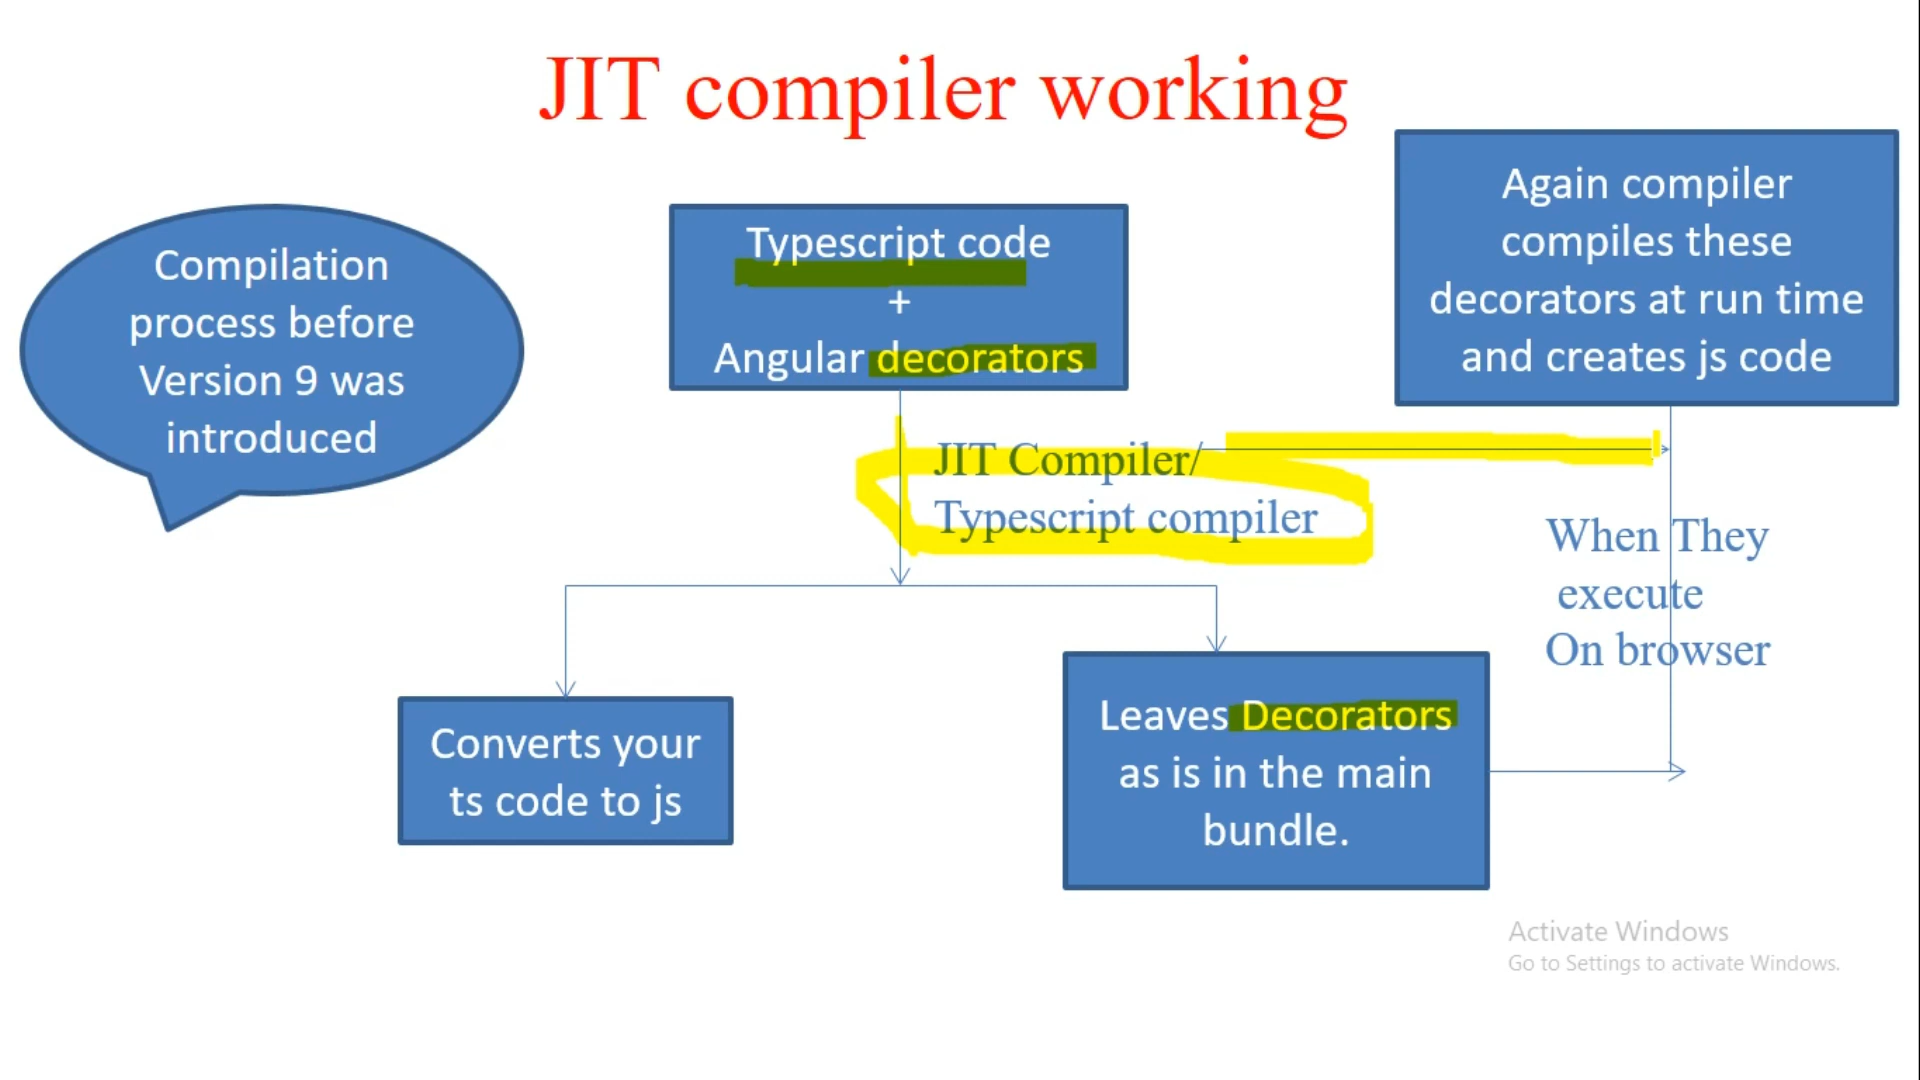 JIT compiler working
Compilation
process before
Version 9 was
introduced
Typescript code
+
Angular decorators
Again compiler
compiles these
decorators at run time
and creates js code
JIT Compiler/
Typescript compiler
When They
execute
On browser
Converts your
ts code to js
Leaves Decorators
as is in the main
bundle.
Activate Windows
Go to Settings to activate Windows.